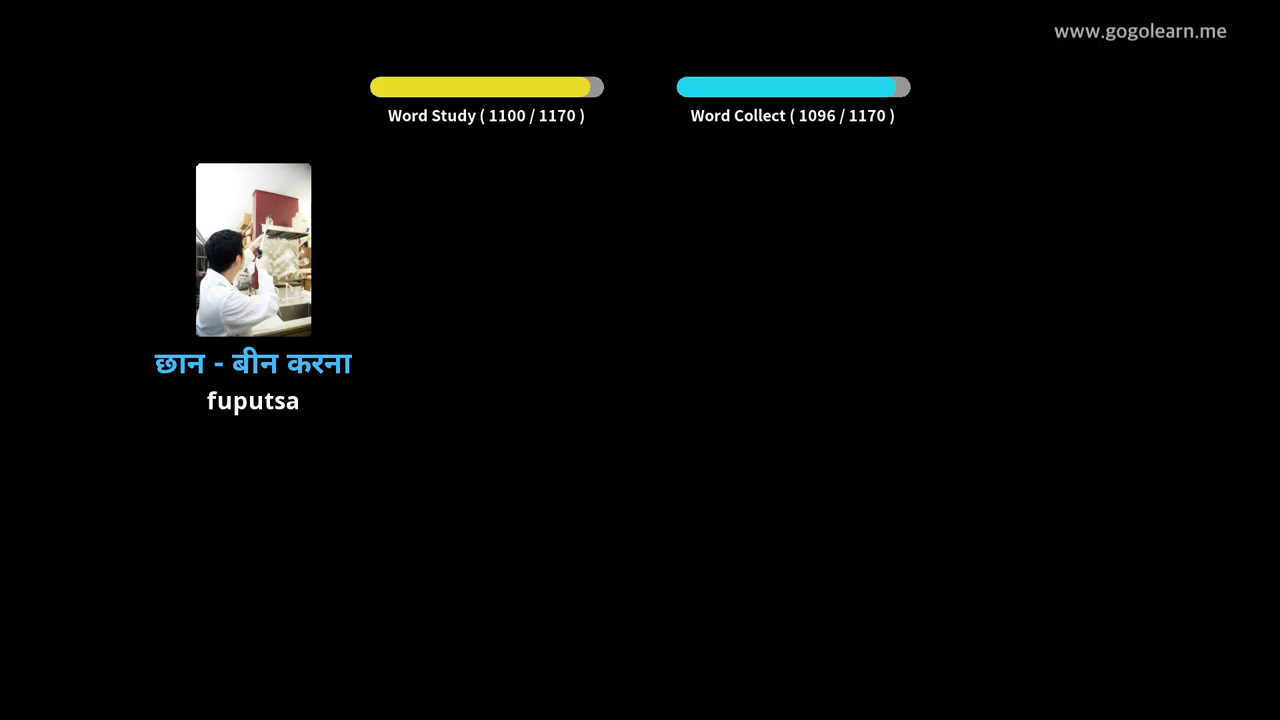 www.gogolearn.me
Word Study ( 1100 / 1170 )
Word Collect ( 1096 / 1170 )
छान - बीन करना
fuputsa